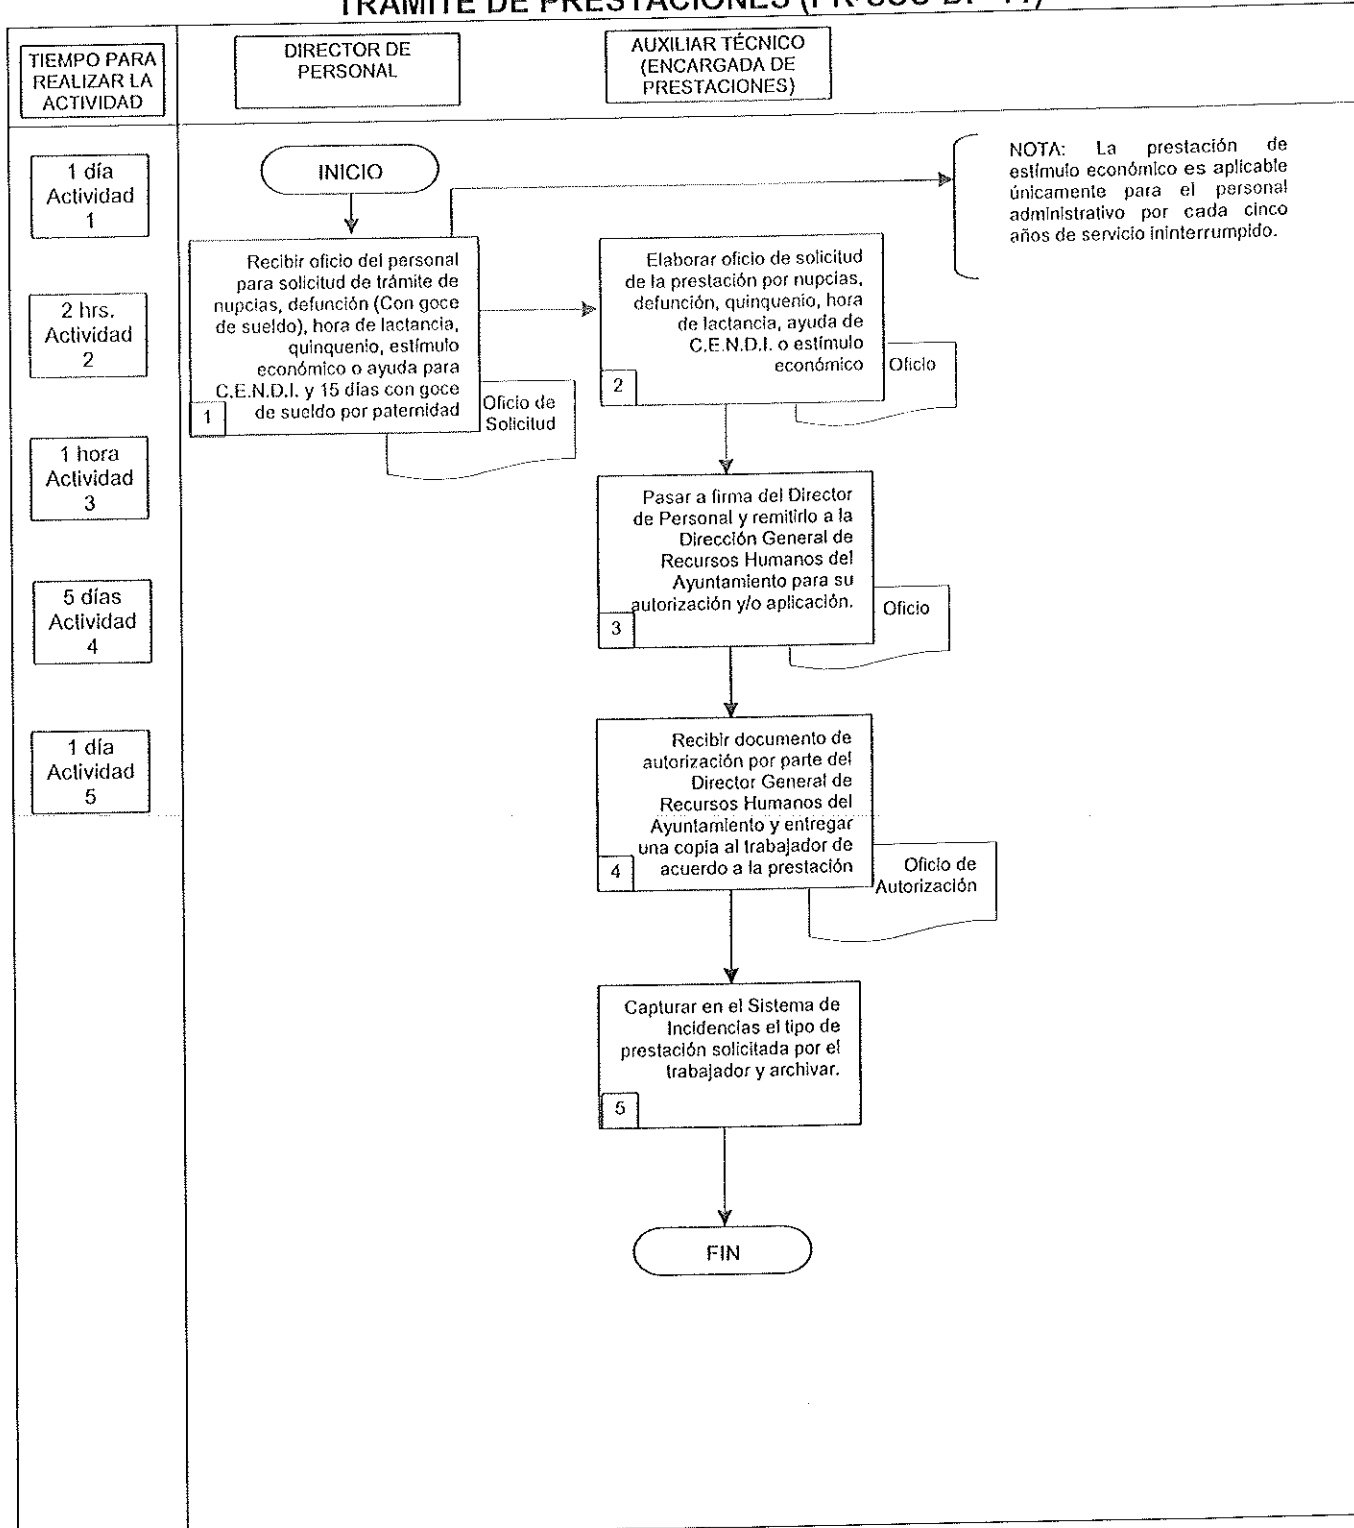 TRÁMITE DE PRESTACIONES
TIEMPO PARA
REALIZAR LA
ACTIVIDAD
DIRECTOR DE
PERSONAL
AUXILIAR TÉCNICO
(ENCARGADA DE
PRESTACIONES)
1 día
Actividad
1
INICIO
NOTA: La prestación de
estímulo económico es aplicable
únicamente para el personal
administrativo por cada cinco
años de servicio ininterrumpido.
2 hrs.
Actividad
2
Recibir oficio del personal
para solicitud de trámite de
nupcias, defunción (Con goce
de sueldo), hora de lactancia,
quinquenio, estímulo
económico o ayuda para
C.E.N.D.I. y 15 días con goce
de sueldo por paternidad
1
Oficio de
Solicitud
Elaborar oficio de solicitud
de la prestación por nupcias,
defunción, quinquenio, hora
de lactancia, ayuda de
C.E.N.D.I. o estímulo
económico
2
Oficio
1 hora
Actividad
3
Pasar a firma del Director
de Personal y remitirlo a la
Dirección General de
Recursos Humanos del
Ayuntamiento para su
autorización y/o aplicación.
3
Oficio
5 días
Actividad
4
Recibir documento de
autorización por parte del
Director General de
Recursos Humanos del
Ayuntamiento y entregar
una copia al trabajador de
acuerdo a la prestación
4
Oficio de
Autorización
1 día
Actividad
5
Capturar en el Sistema de
Incidencias el tipo de
prestación solicitada por el
trabajador y archivar.
5
FIN